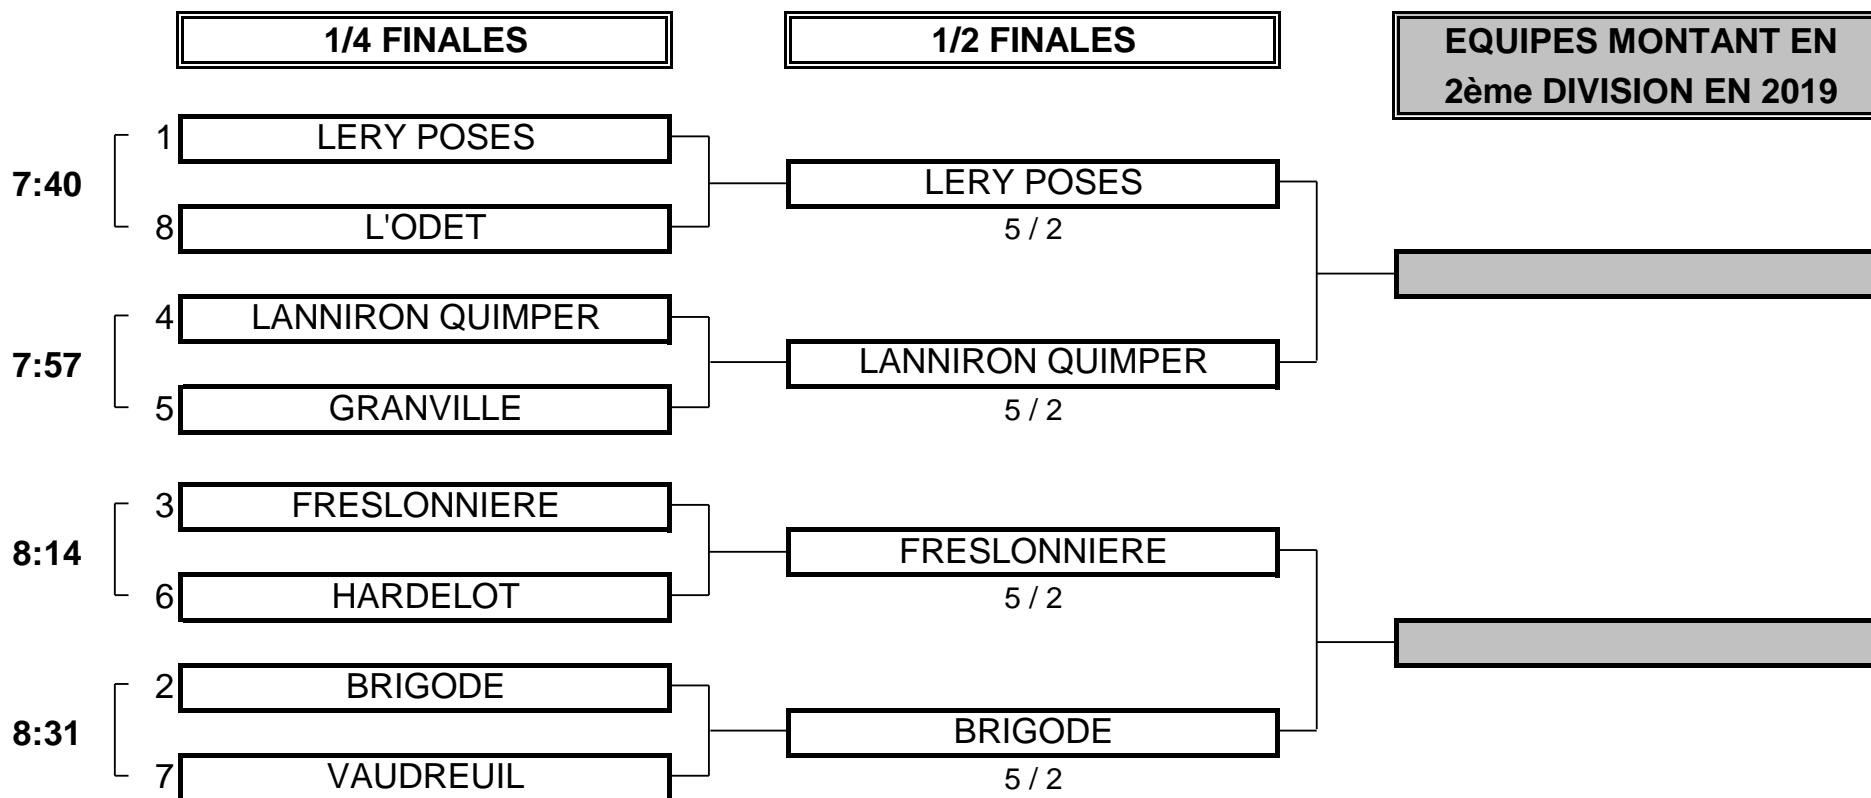 1/4 FINALES
1/2 FINALES
EQUIPES MONTANT EN
2ème DIVISION EN 2019
7:40
1 LERY POSES
8 L'ODET
LERY POSES
5 / 2
7:57
4 LANNIRON QUIMPER
5 GRANVILLE
LANNIRON QUIMPER
5 / 2
8:14
3 FRESLONNIERE
6 HARDELOT
FRESLONNIERE
5 / 2
8:31
2 BRIGODE
7 VAUDREUIL
BRIGODE
5 / 2